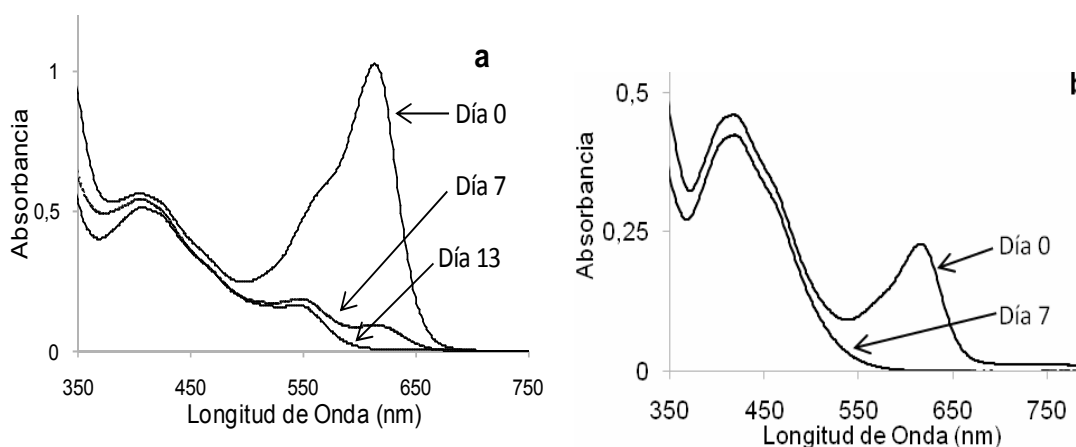 a
1
Día 0
Día 7
0,5
Día 13
0
Absorbancia
350
450
550
650
750
Longitud de Onda (nm)
b
0,5
0,25
Día 0
Día 7
0
Absorbancia
350
450
550
650
750
Longitud de Onda (nm)